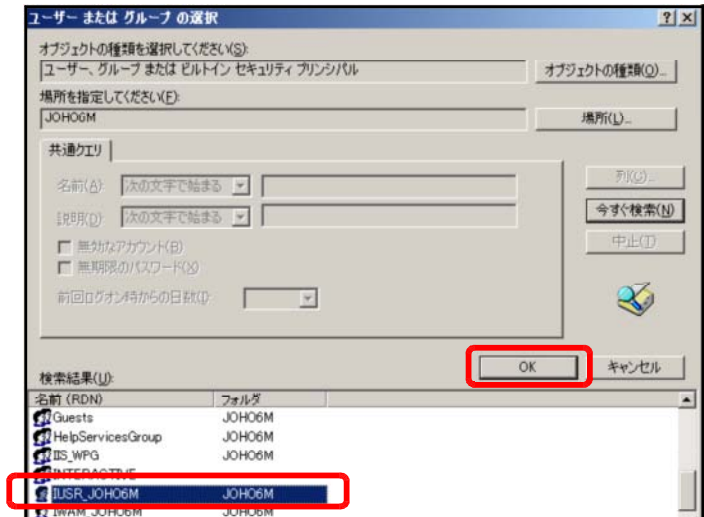 ユーザー または グループ の選択
オブジェクトの種類を選択してください(S):
ユーザー、グループ または ビルトイン セキュリティ プリンシパル
オブジェクトの種類(O)...
場所を指定してください(F):
JOHO6M
場所(L)...
共通クエリ
名前(A):
次の文字で始まる
列(C)...
説明(D):
次の文字で始まる
今すぐ検索(N)
無効なアカウント(B)
中止(T)
無期限のパスワード(X)
前回ログオン時からの日数(I):
OK
キャンセル
検索結果(U):
名前 (RDN) フォルダ
Guests JOHO6M
HelpServicesGroup JOHO6M
IIS_WPG JOHO6M
INTERACTIVE
IUSR_JOHO6M JOHO6M
IWAM_JOHO6M JOHO6M